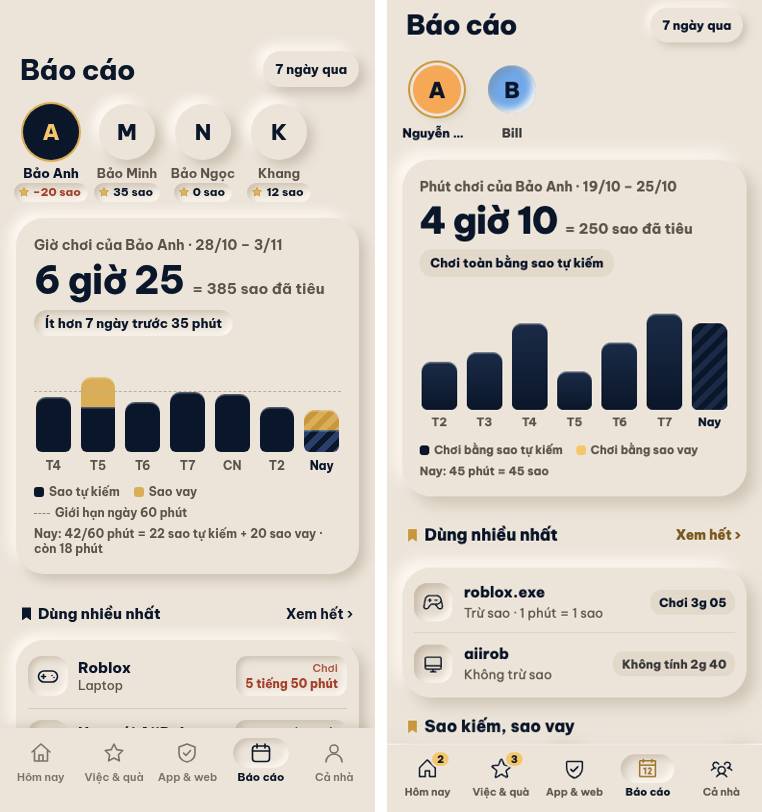 Báo cáo
7 ngày qua
A
M
N
K
Bảo Anh
Bảo Minh
Bảo Ngọc
Khang
−20 sao
35 sao
0 sao
12 sao
Giờ chơi của Bảo Anh · 28/10 – 3/11
6 giờ 25 = 385 sao đã tiêu
Ít hơn 7 ngày trước 35 phút
T4
T5
T6
T7
CN
T2
Nay
Sao tự kiếm
Sao vay
Giới hạn ngày 60 phút
Nay: 42/60 phút = 22 sao tự kiếm + 20 sao vay ·
còn 18 phút
Dùng nhiều nhất
Xem hết ›
Roblox
Laptop
Chơi
5 tiếng 50 phút
Hôm nay
Việc & quà
App & web
Báo cáo
Cả nhà
Báo cáo
7 ngày qua
A
B
Nguyễn ...
Bill
Phút chơi của Bảo Anh · 19/10 – 25/10
4 giờ 10 = 250 sao đã tiêu
Chơi toàn bằng sao tự kiếm
T2
T3
T4
T5
T6
T7
Nay
Chơi bằng sao tự kiếm
Chơi bằng sao vay
Nay: 45 phút = 45 sao
Dùng nhiều nhất
Xem hết ›
roblox.exe
Trừ sao · 1 phút = 1 sao
Chơi 3g 05
aiirob
Không trừ sao
Không tính 2g 40
Sao kiếm, sao vay
2
3
12
Hôm nay
Việc & quà
App & web
Báo cáo
Cả nhà